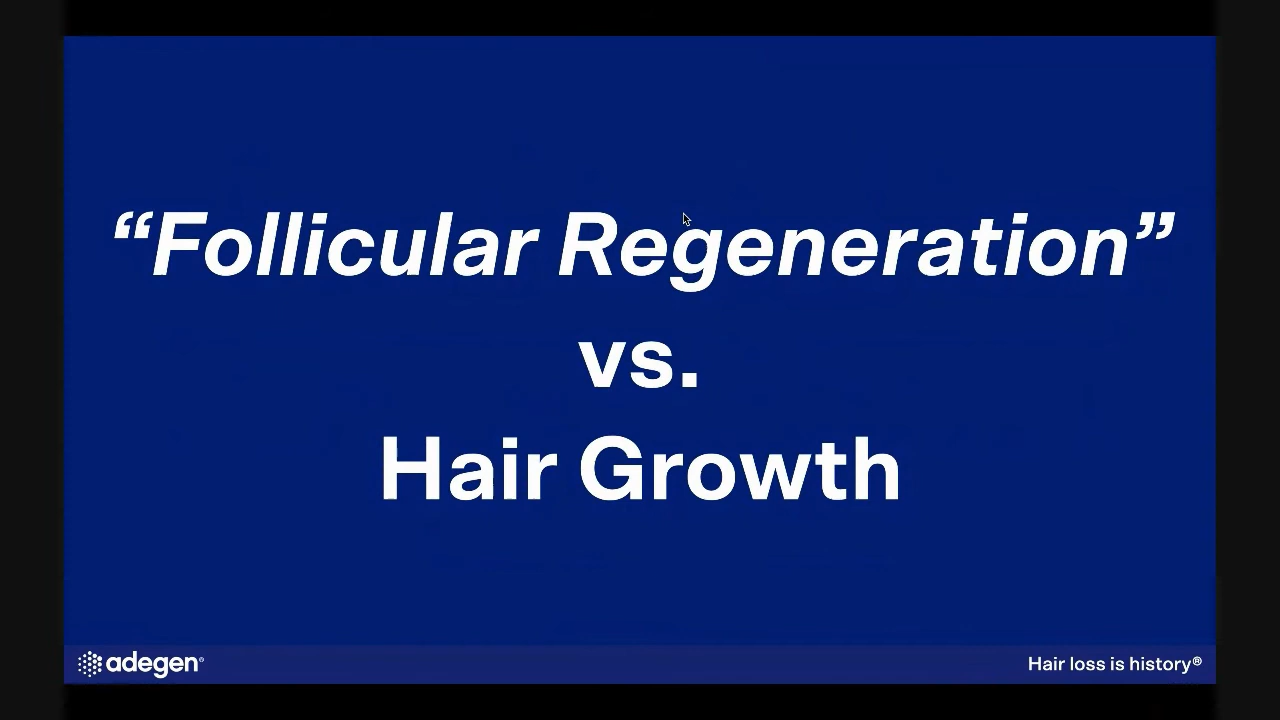 “Follicular Regeneration”
vs.
Hair Growth
adegen®
Hair loss is history®